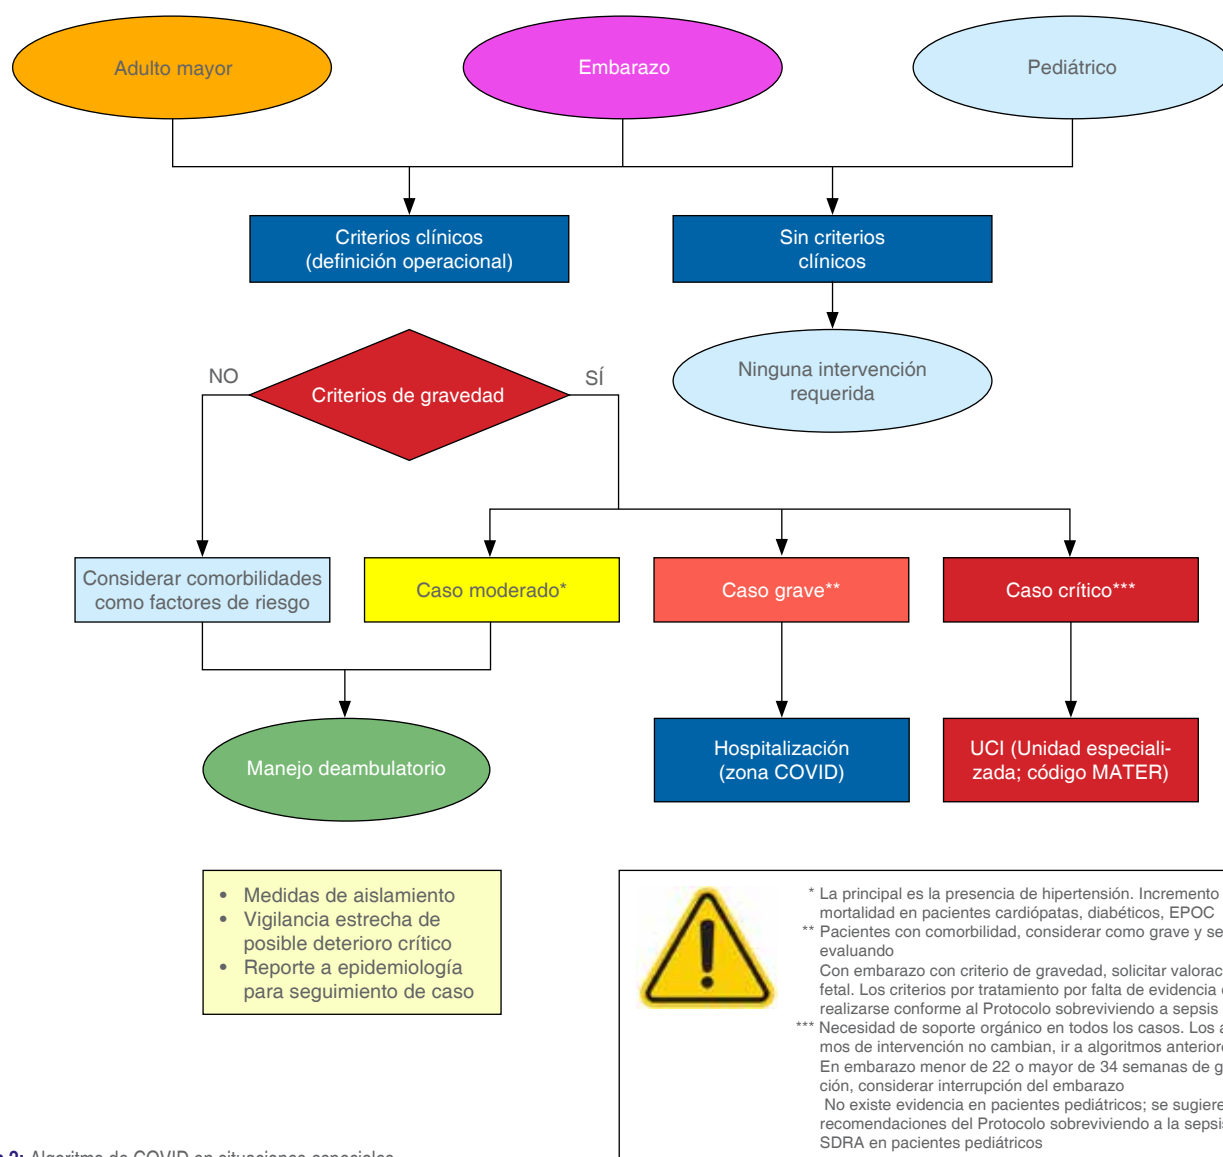 Adulto mayor
Embarazo
Pediátrico
Criterios clínicos
(definición operacional)
Sin criterios
clínicos
Ninguna intervención
requerida
NO
Criterios de gravedad
SÍ
Considerar comorbilidades
como factores de riesgo
Caso moderado*
Caso grave**
Caso crítico***
Manejo deambulatorio
Hospitalización
(zona COVID)
UCI (Unidad especiali-
zada; código MATER)
• Medidas de aislamiento
• Vigilancia estrecha de
posible deterioro crítico
• Reporte a epidemiología
para seguimiento de caso
* La principal es la presencia de hipertensión. Incremento
mortalidad en pacientes cardiópatas, diabéticos, EPOC
** Pacientes con comorbilidad, considerar como grave y se
evaluando
Con embarazo con criterio de gravedad, solicitar valorac
fetal. Los criterios por tratamiento por falta de evidencia
realizarse conforme al Protocolo sobreviviendo a sepsis
*** Necesidad de soporte orgánico en todos los casos. Los a
mos de intervención no cambian, ir a algoritmos anterior
En embarazo menor de 22 o mayor de 34 semanas de g
ción, considerar interrupción del embarazo
No existe evidencia en pacientes pediátricos; se sugiere
recomendaciones del Protocolo sobreviviendo a la sepsis
SDRA en pacientes pediátricos
2: Algoritmo de COVID en situaciones especiales